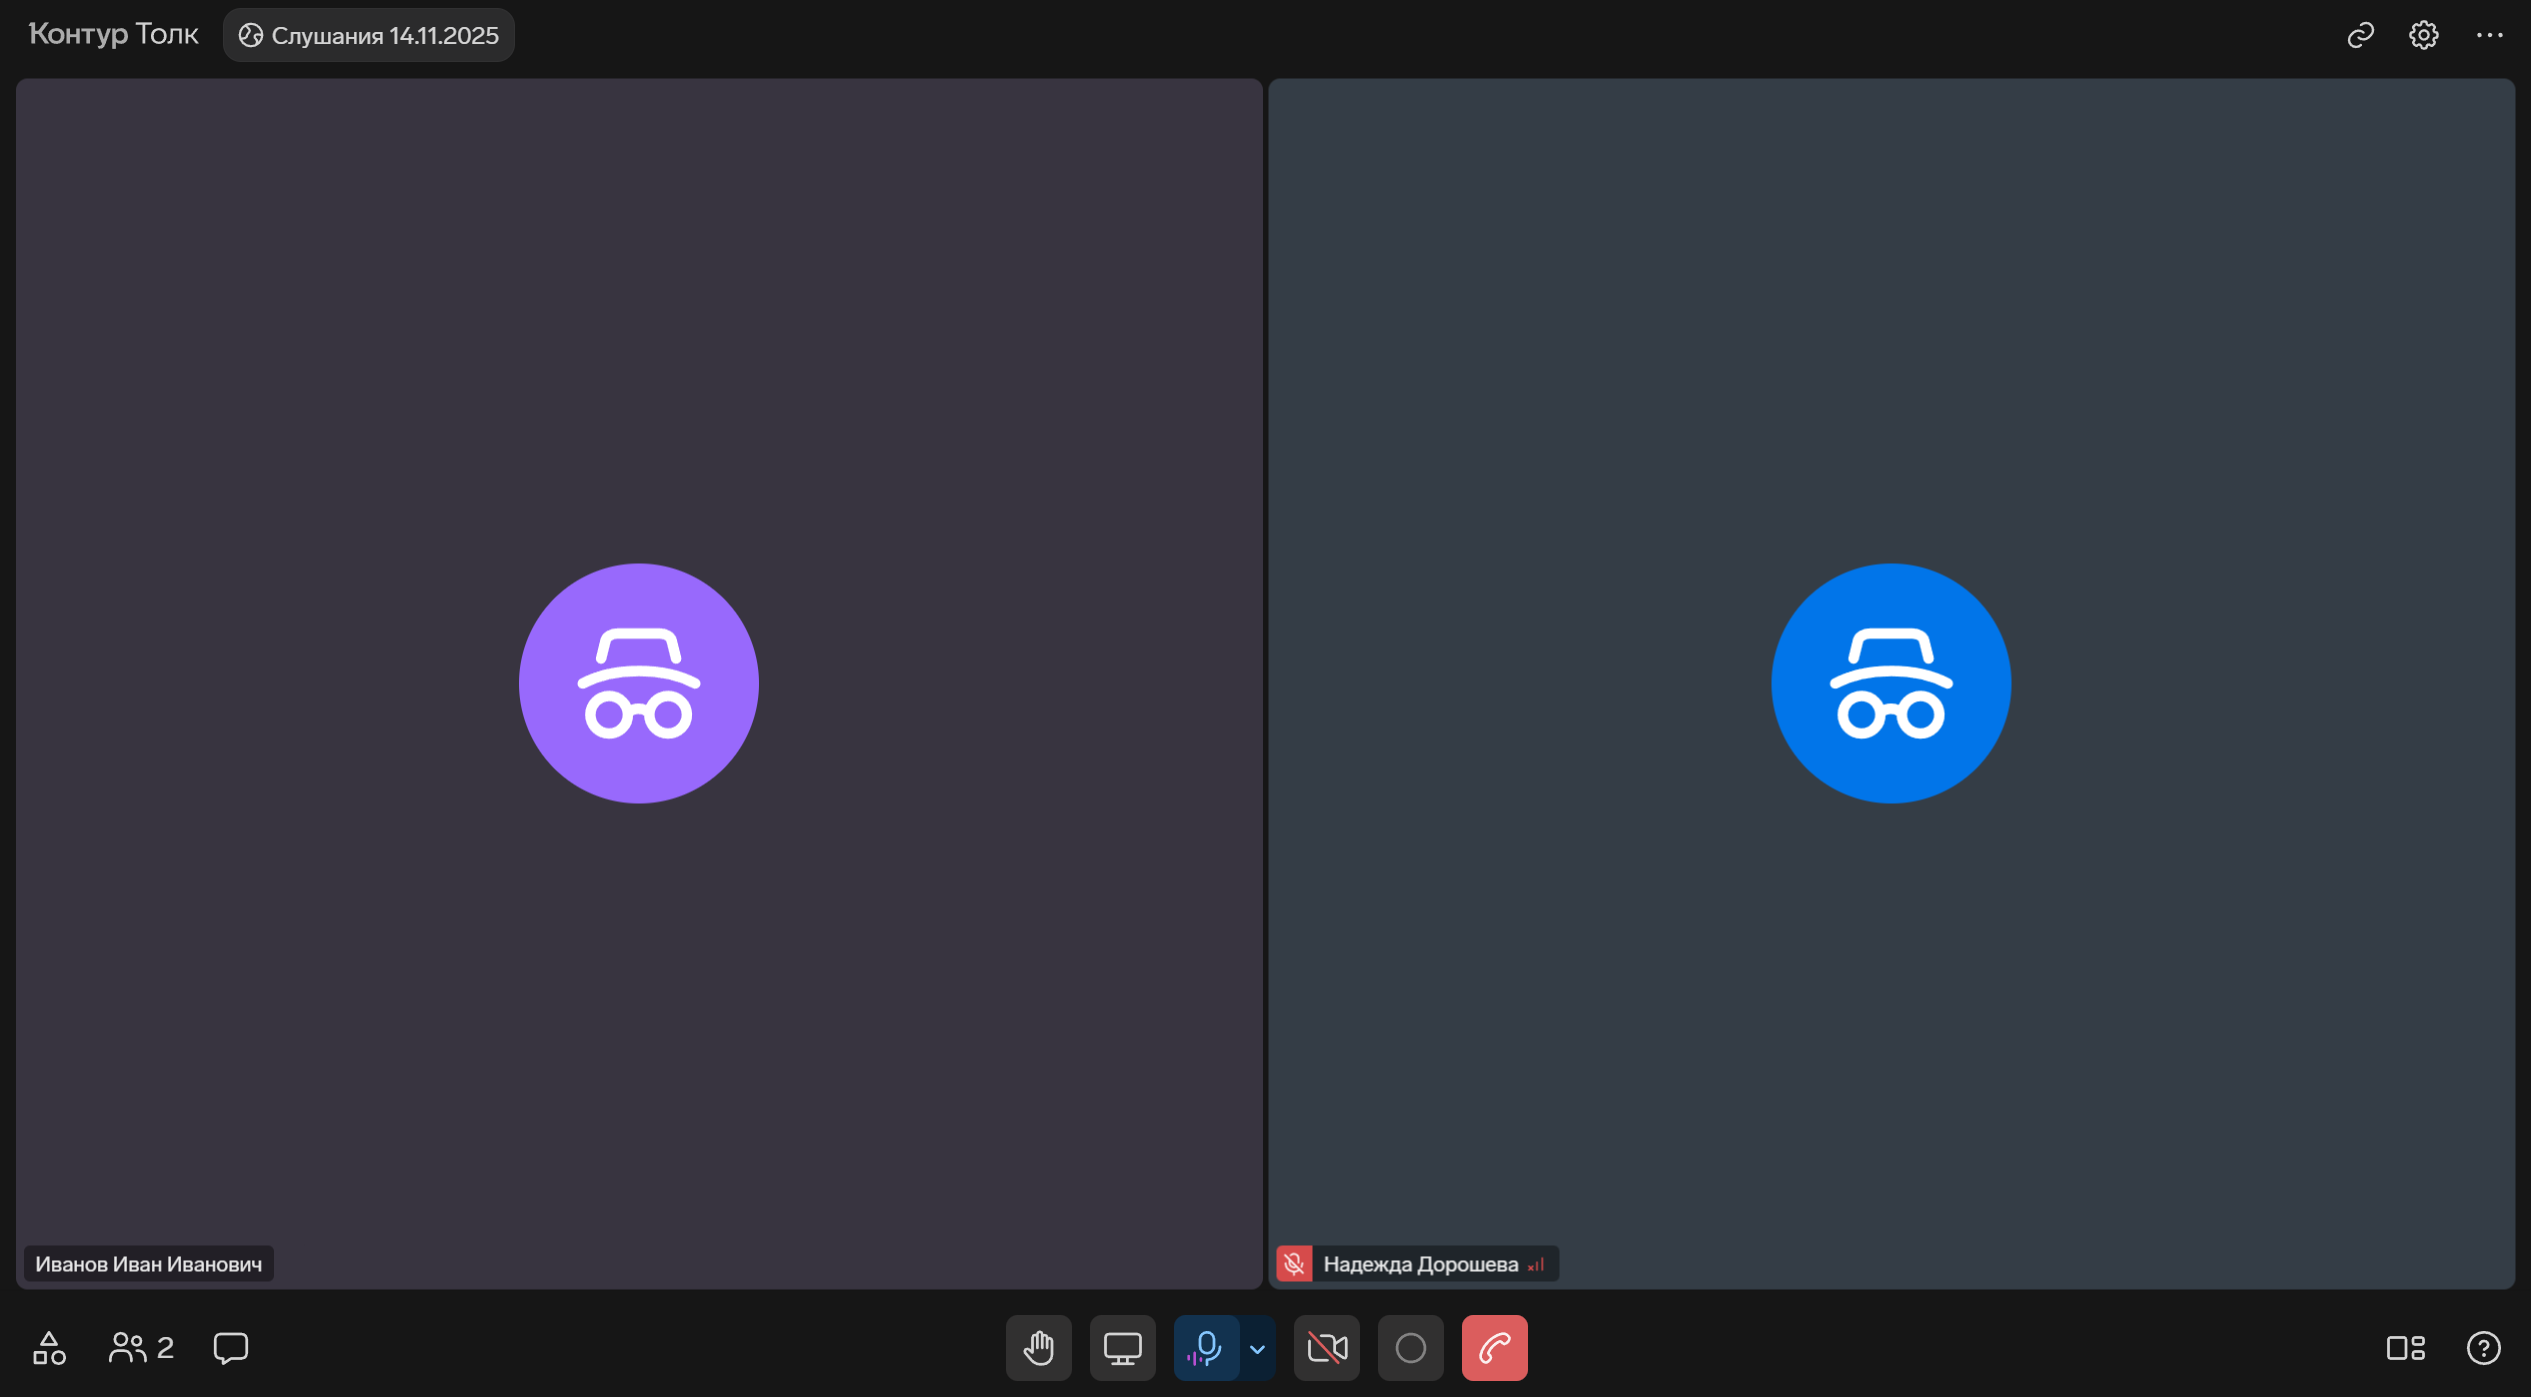 Контур Толк
Слушания 14.11.2025
Иванов Иван Иванович
Надежда Дорошева
2